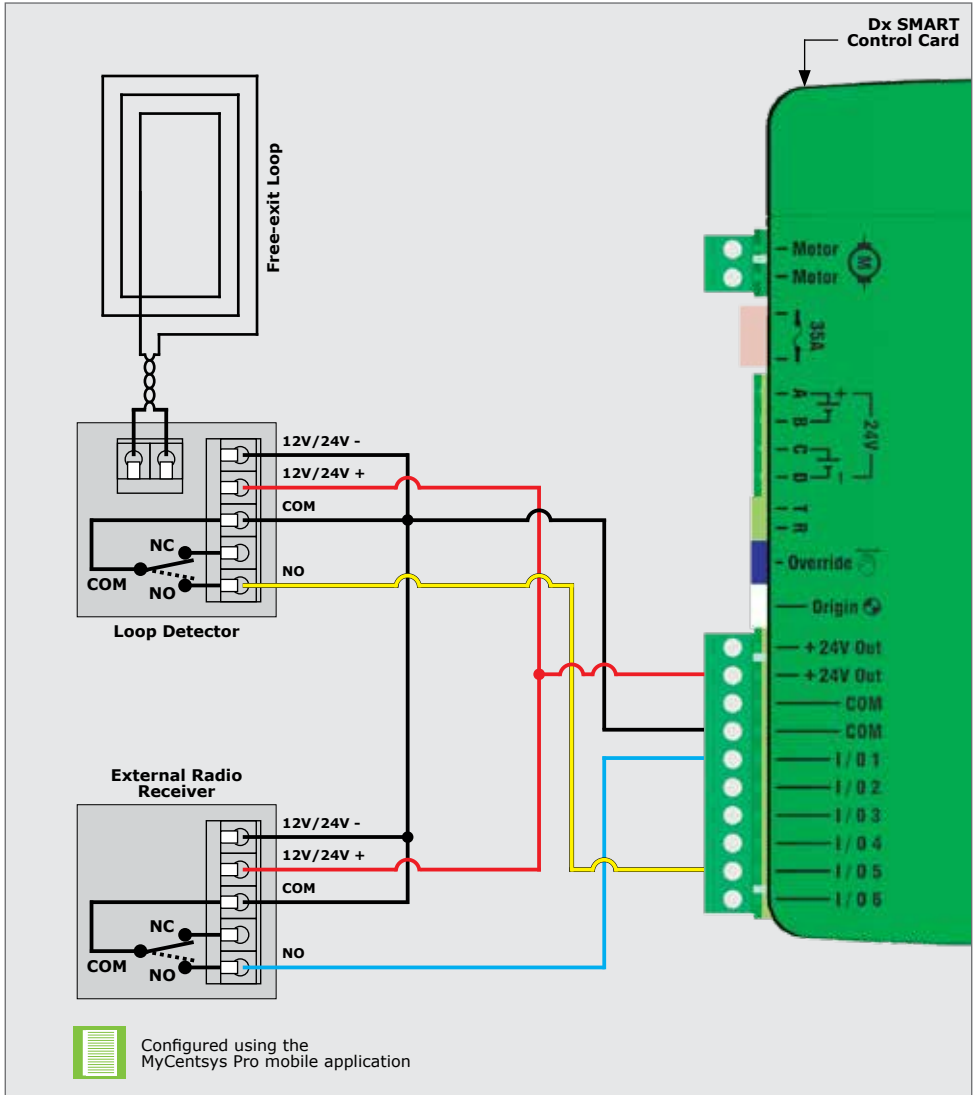 Dx SMART
Control Card
Free-exit Loop
Motor
Motor
M
35A
A
B
C
D
+
24V
-
T
R
Override
Origin
+24V Out
+24V Out
COM
COM
I/O 1
I/O 2
I/O 3
I/O 4
I/O 5
I/O 6
12V/24V -
12V/24V +
COM
NO
NC
COM
NO
Loop Detector
External Radio
Receiver
12V/24V -
12V/24V +
COM
NO
NC
COM
NO
Configured using the
MyCentsys Pro mobile application